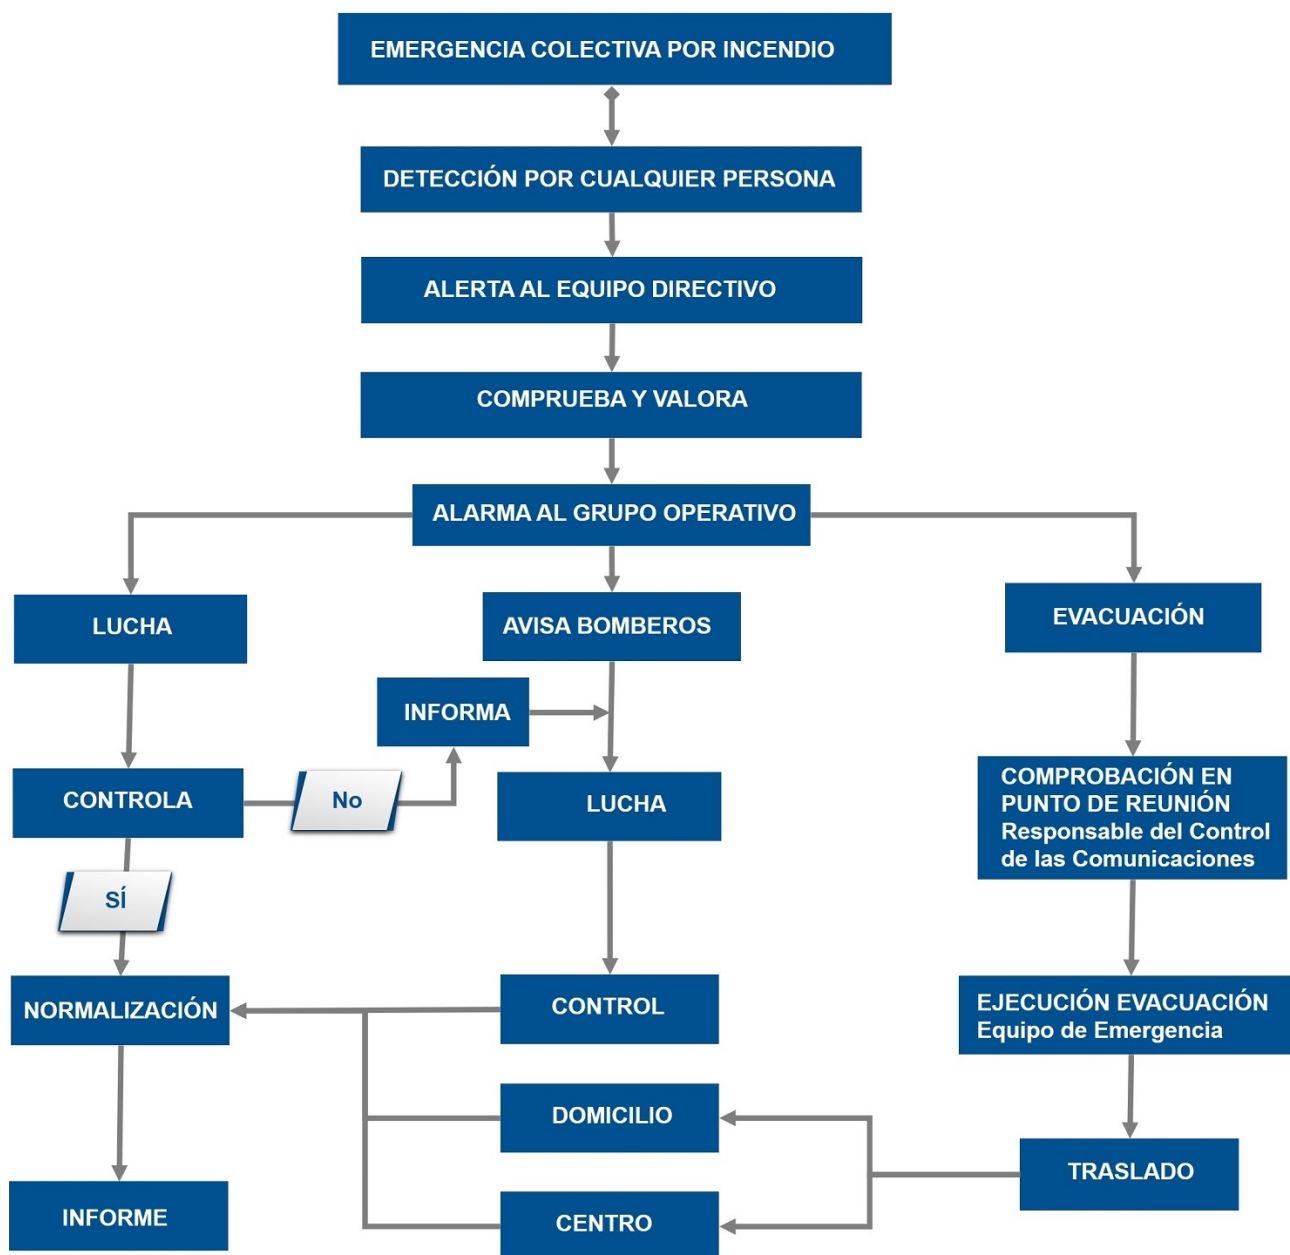 EMERGENCIA COLECTIVA POR INCENDIO
DETECCIÓN POR CUALQUIER PERSONA
ALERTA AL EQUIPO DIRECTIVO
COMPRUEBA Y VALORA
ALARMA AL GRUPO OPERATIVO
LUCHA
AVISA BOMBEROS
EVACUACIÓN
INFORMA
CONTROLA
No
LUCHA
COMPROBACIÓN EN
PUNTO DE REUNIÓN
Responsable del Control
de las Comunicaciones
SÍ
NORMALIZACIÓN
CONTROL
EJECUCIÓN EVACUACIÓN
Equipo de Emergencia
DOMICILIO
TRASLADO
INFORME
CENTRO